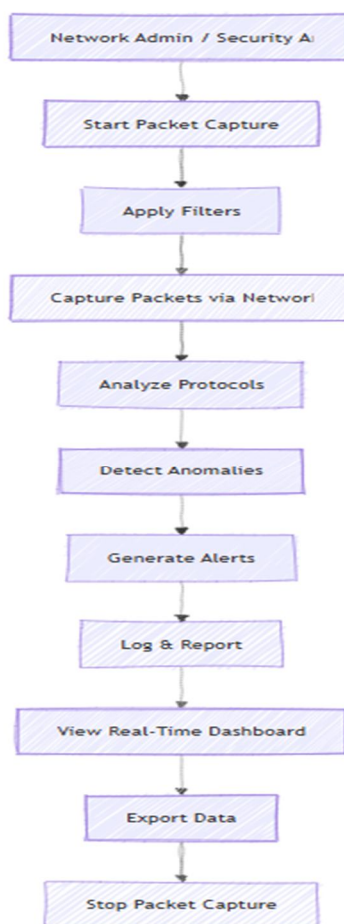 Network Admin / Security A
Start Packet Capture
Apply Filters
Capture Packets via Networ
Analyze Protocols
Detect Anomalies
Generate Alerts
Log & Report
View Real-Time Dashboard
Export Data
Stop Packet Capture